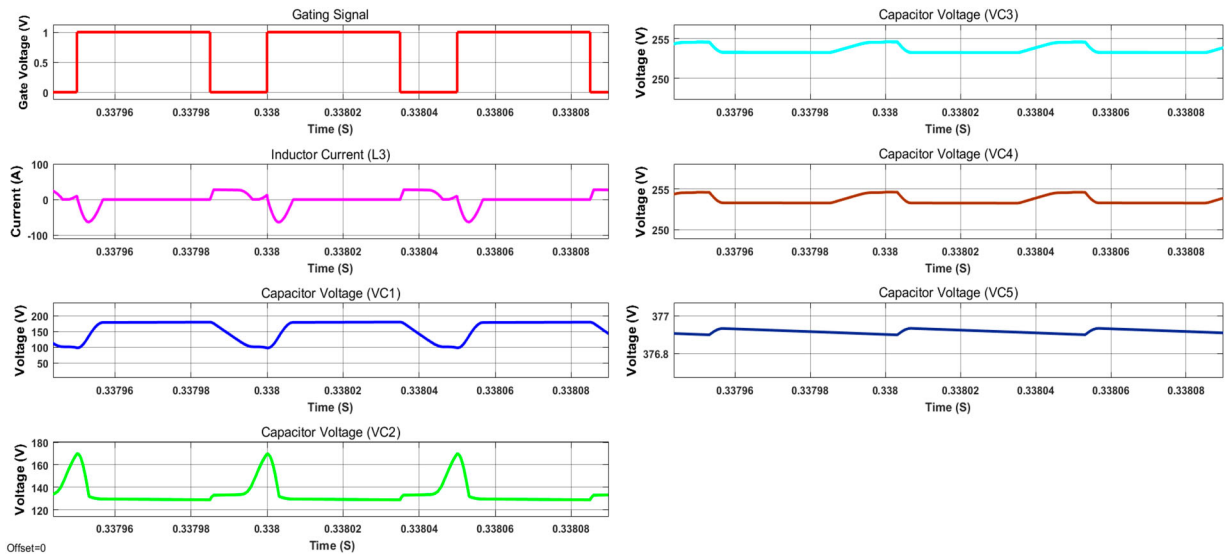 Gating Signal
Gate Voltage (V)
1
0.5
0
0.33796 0.33798 0.338 0.33802 0.33804 0.33806 0.33808
Time (S)
Inductor Current (L3)
Current (A)
100
0
-100
0.33796 0.33798 0.338 0.33802 0.33804 0.33806 0.33808
Time (S)
Capacitor Voltage (VC1)
Voltage (V)
200
150
100
50
0.33796 0.33798 0.338 0.33802 0.33804 0.33806 0.33808
Time (S)
Capacitor Voltage (VC2)
Voltage (V)
180
160
140
120
0.33796 0.33798 0.338 0.33802 0.33804 0.33806 0.33808
Offset=0
Time (S)
Capacitor Voltage (VC3)
Voltage (V)
255
250
0.33796 0.33798 0.338 0.33802 0.33804 0.33806 0.33808
Time (S)
Capacitor Voltage (VC4)
Voltage (V)
255
250
0.33796 0.33798 0.338 0.33802 0.33804 0.33806 0.33808
Time (S)
Capacitor Voltage (VC5)
Voltage (V)
377
376.8
0.33796 0.33798 0.338 0.33802 0.33804 0.33806 0.33808
Time (S)